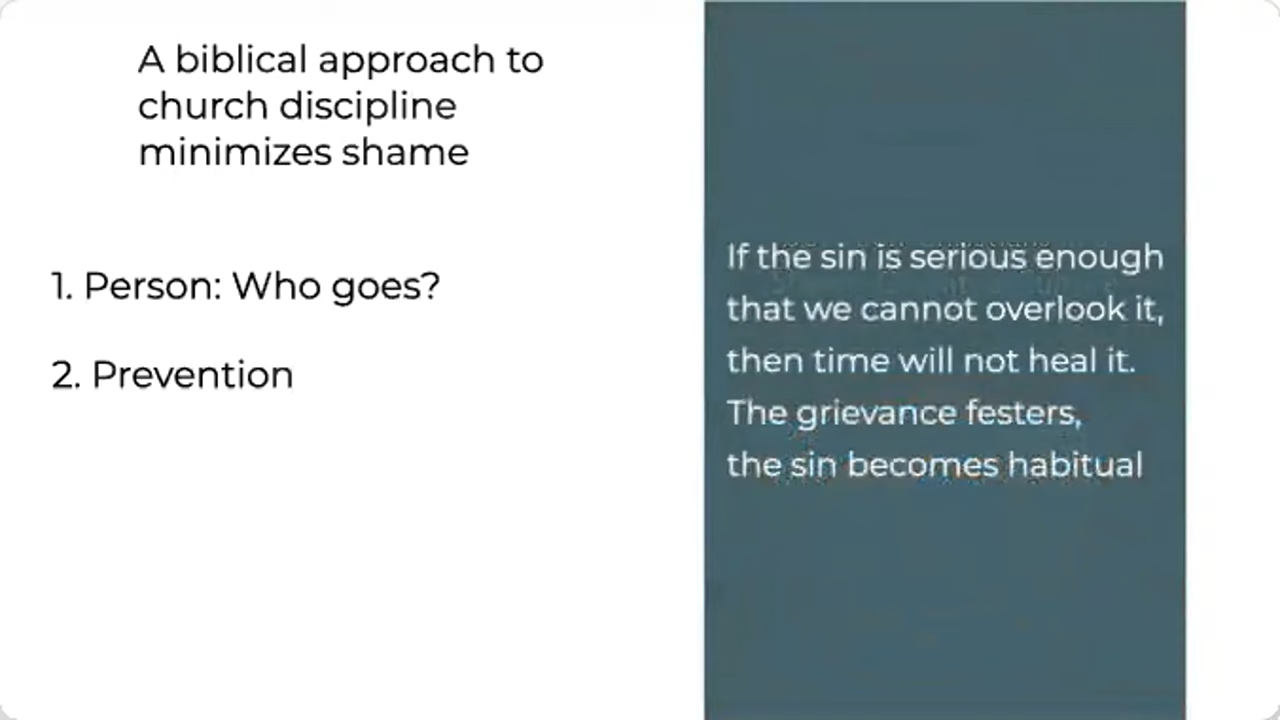 A biblical approach to
church discipline
minimizes shame
1. Person: Who goes?
2. Prevention
If the sin is serious enough
that we cannot overlook it,
then time will not heal it.
The grievance festers,
the sin becomes habitual